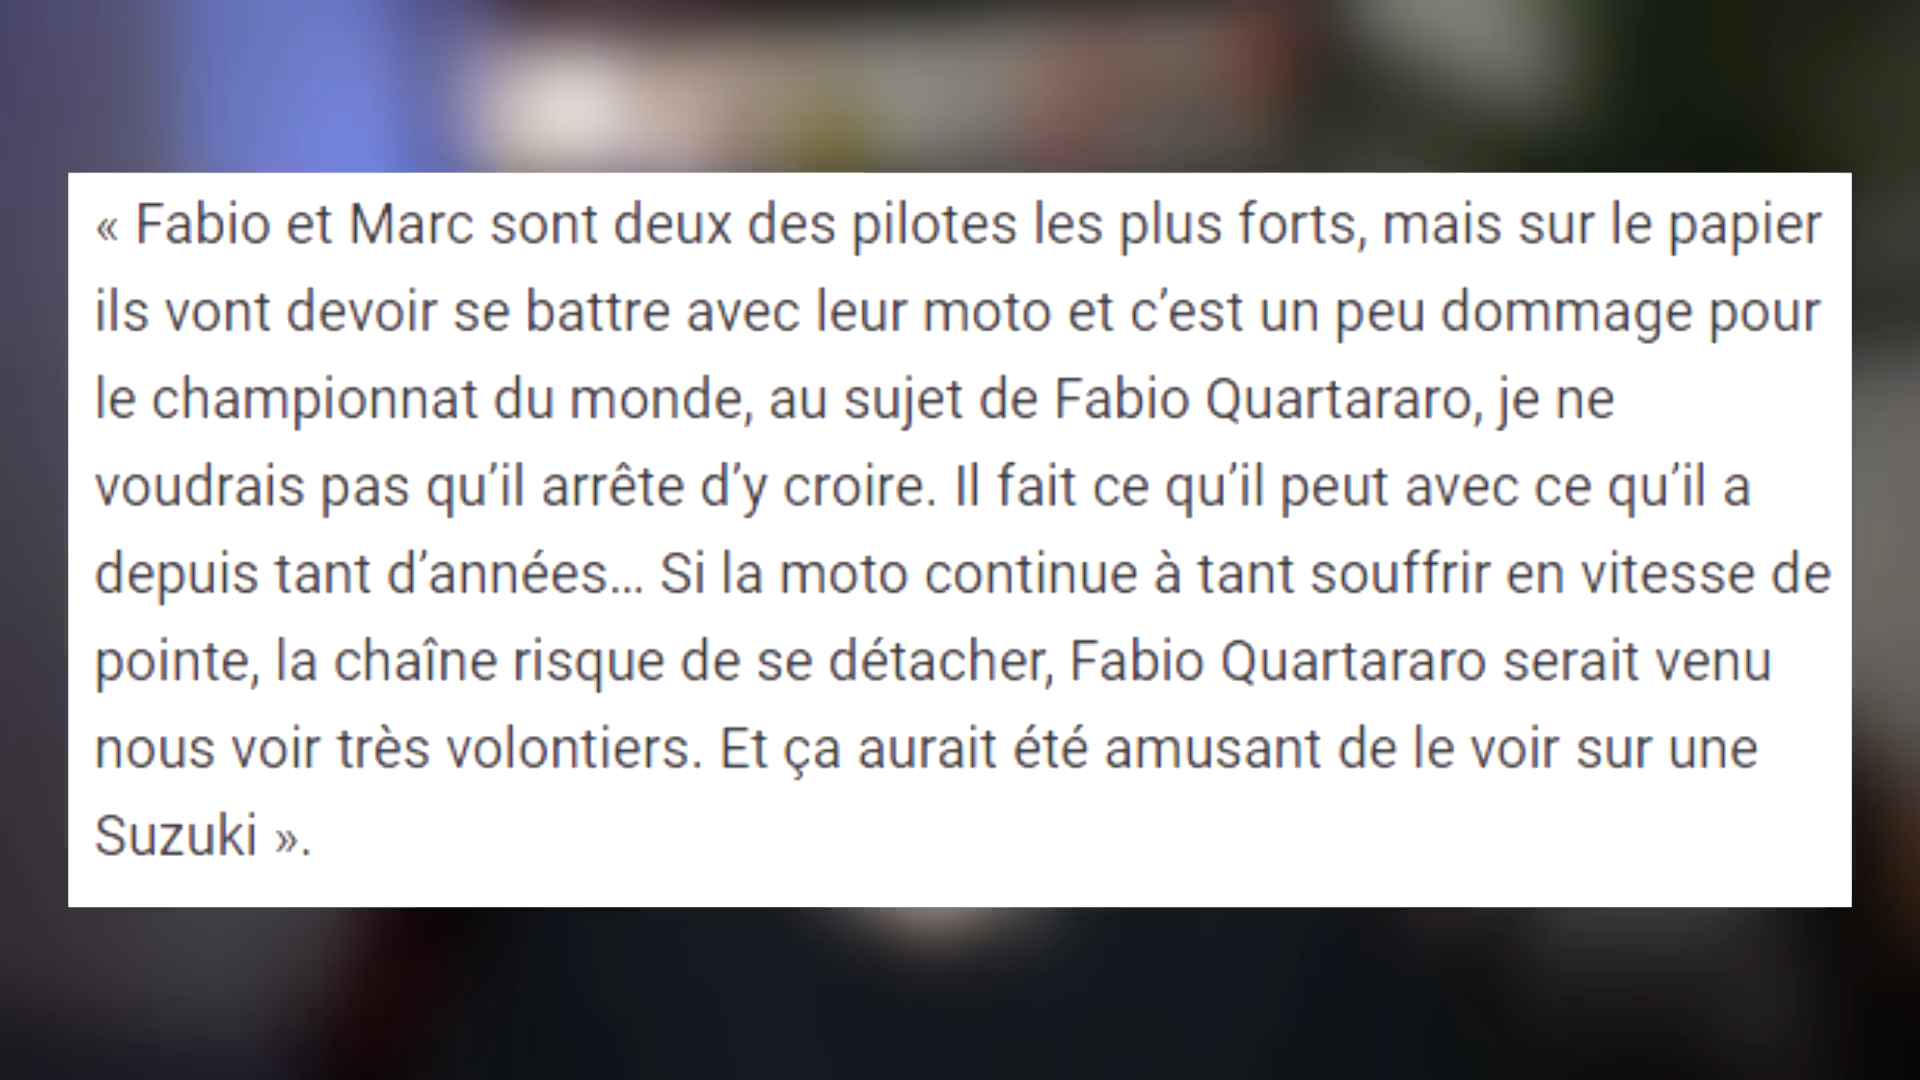 « Fabio et Marc sont deux des pilotes les plus forts, mais sur le papier
ils vont devoir se battre avec leur moto et c’est un peu dommage pour
le championnat du monde, au sujet de Fabio Quartararo, je ne
voudrais pas qu’il arrête d’y croire. Il fait ce qu’il peut avec ce qu’il a
depuis tant d’années… Si la moto continue à tant souffrir en vitesse de
pointe, la chaîne risque de se détacher, Fabio Quartararo serait venu
nous voir très volontiers. Et ça aurait été amusant de le voir sur une
Suzuki ».